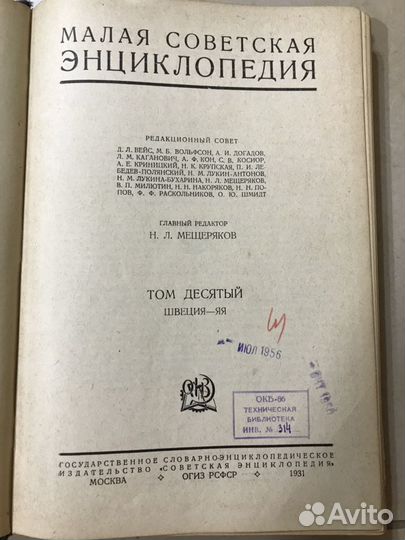 МАЛАЯ СОВЕТСКАЯ
ЭНЦИКЛОПЕДИЯ
РЕДАКЦИОННЫЙ СОВЕТ
Д. Л. ВЕЙС, М. Б. ВОЛЬФСОН, А. И. ДОГАДОВ,
Л. М. КАГАНОВИЧ, А. Ф. КОН, С. В. КОСИОР,
А. Е. КРИНИЦКИЙ, Н. К. КРУПСКАЯ, П. И. ЛЕ-
БЕДЕВ-ПОЛЯНСКИЙ, Н. М. ЛУКИН-АНТОНОВ,
Н. М. ЛУКИНА-БУХАРИНА, Н. Л. МЕЩЕРЯКОВ,
В. П. МИЛЮТИН, Н. Н. НАКОРЯКОВ, Н. Н. ПО-
ПОВ, Ф. Ф. РАСКОЛЬНИКОВ, О. Ю. ШМИДТ
ГЛАВНЫЙ РЕДАКТОР
Н. Л. МЕЩЕРЯКОВ
ТОМ ДЕСЯТЫЙ
ШВЕЦИЯ—ЯЯ
ИЮЛ 1956
ОКБ-86
ТЕХНИЧЕСКАЯ
БИБЛИОТЕКА
ИНВ. № 314
ГОСУДАРСТВЕННОЕ СЛОВАРНО-ЭНЦИКЛОПЕДИЧЕСКОЕ
ИЗДАТЕЛЬСТВО «СОВЕТСКАЯ ЭНЦИКЛОПЕДИЯ»
МОСКВА ОГИЗ РСФСР 1931
Avito